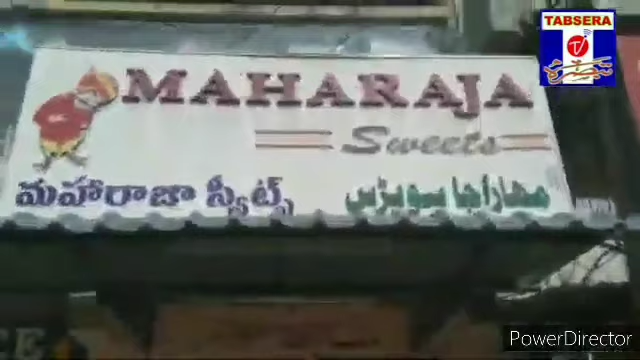 TABSERA
MAHARAJA
Sweets
మహారాజా స్వీట్స్
مہاراجا سویٹس
PowerDirector